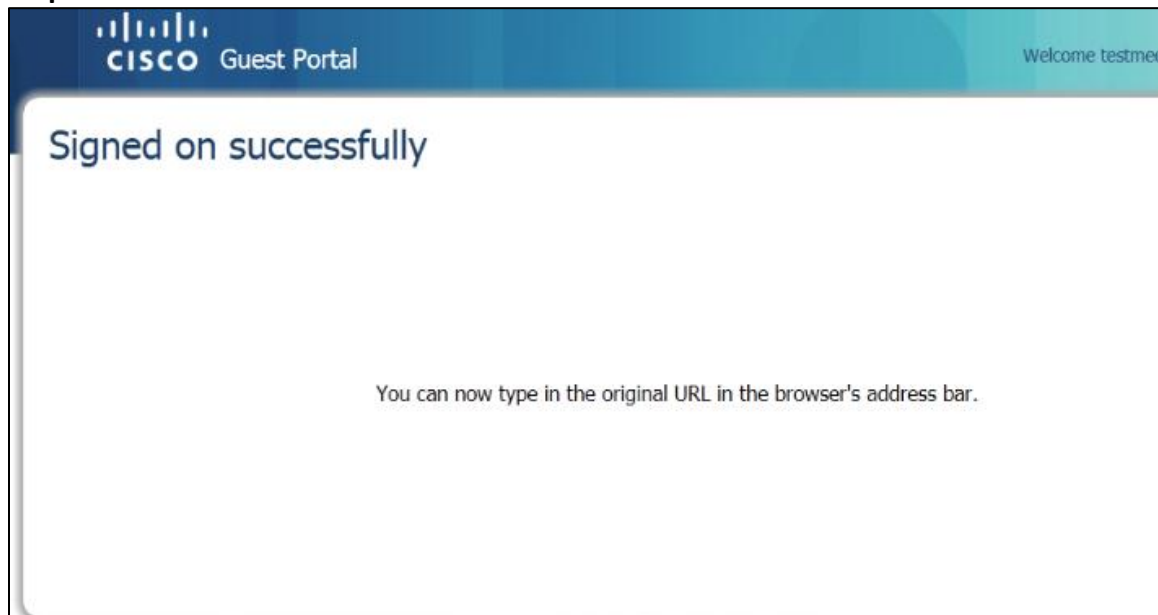 CISCO Guest Portal
Welcome
Signed on successfully
You can now type in the original URL in the browser's address bar.